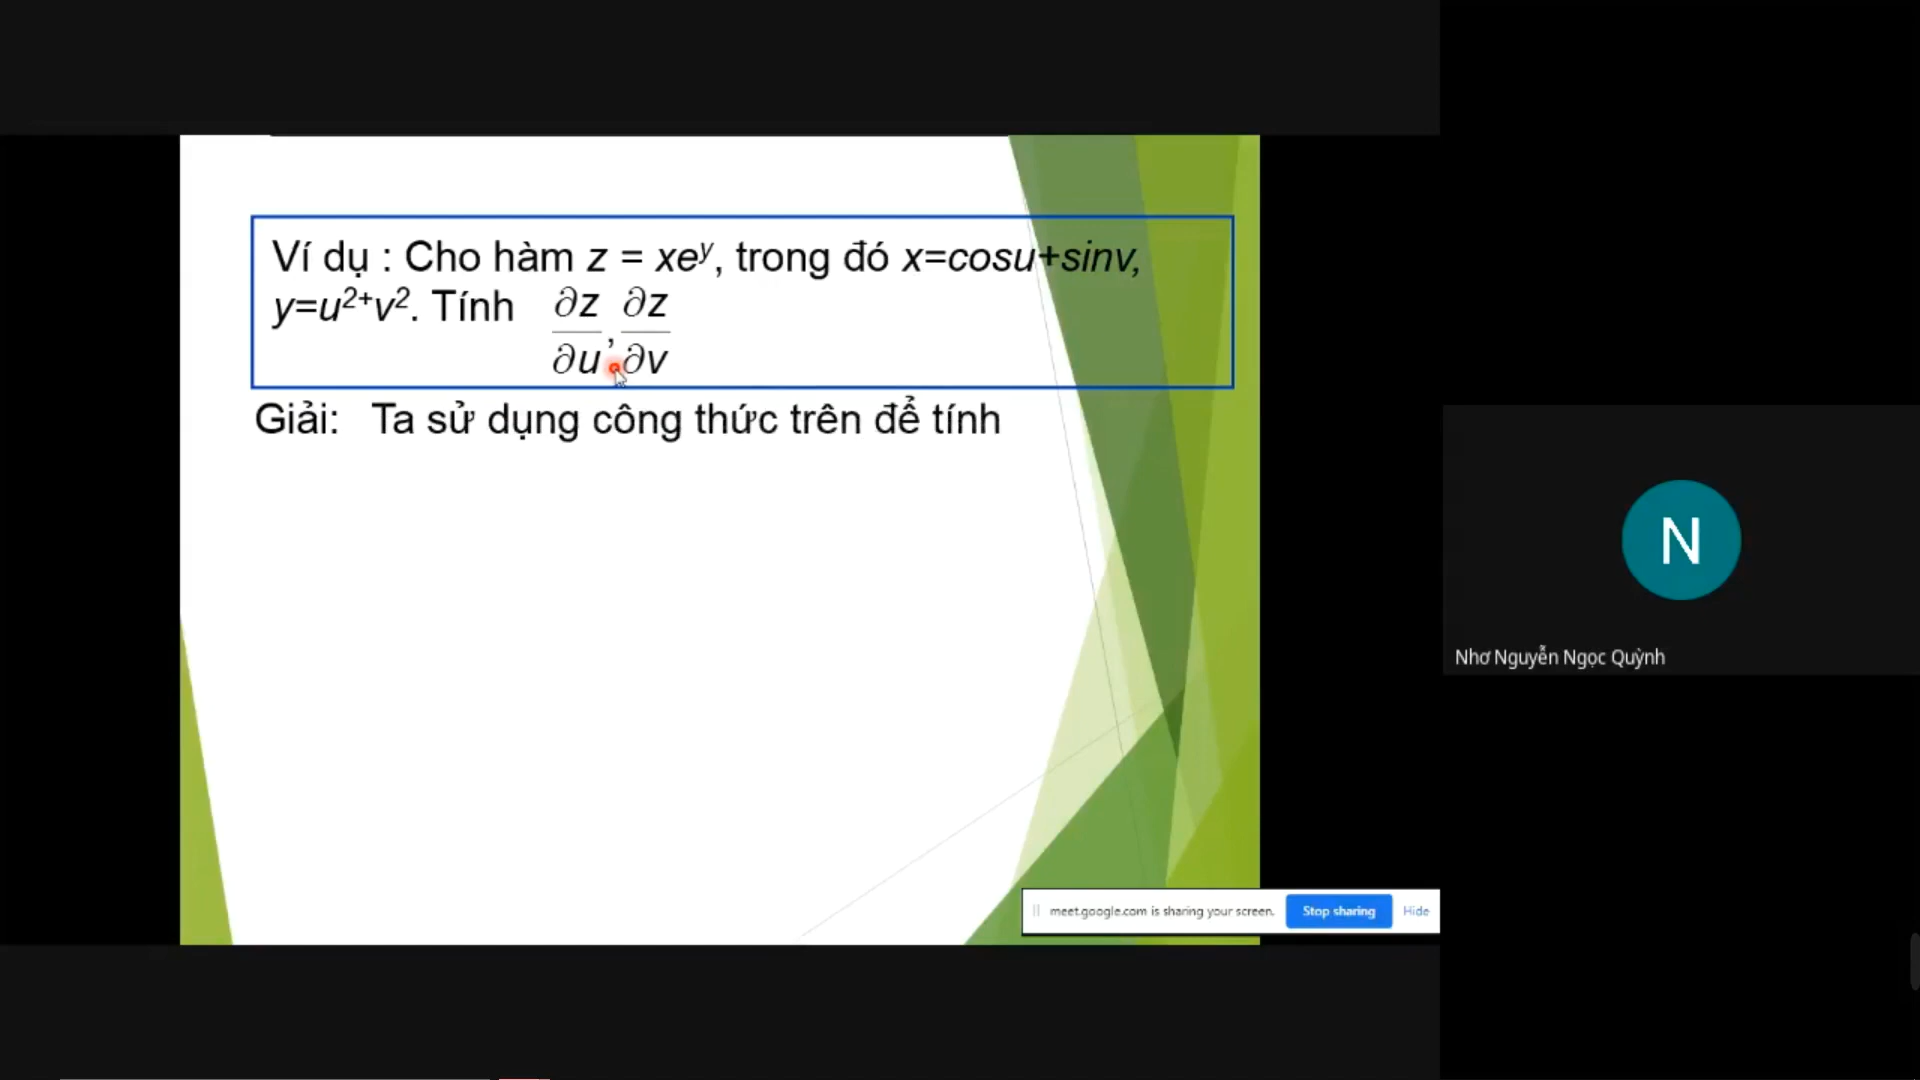 Ví dụ : Cho hàm z = xeʸ, trong đó x=cosu+sinv,
y=u²⁺v². Tính ∂z/∂u, ∂z/∂v
Giải: Ta sử dụng công thức trên để tính
N
Nhơ Nguyễn Ngọc Quỳnh
meet.google.com is sharing your screen. Stop sharing Hide